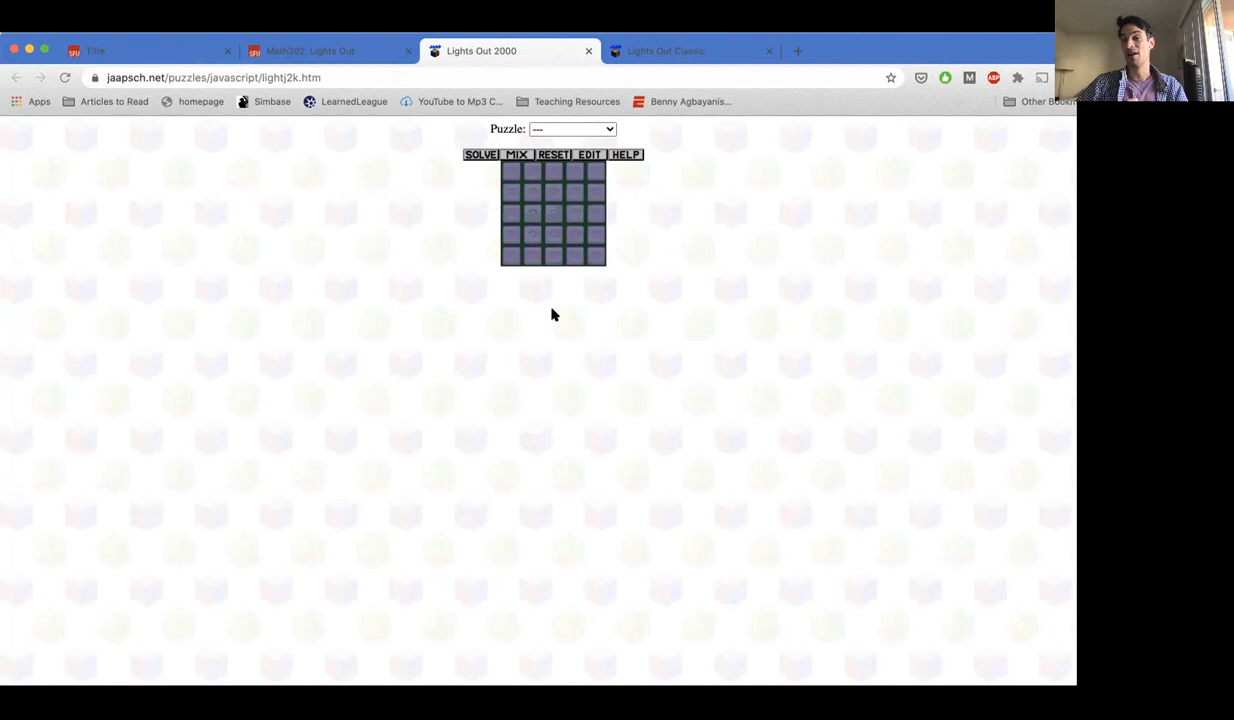 Title
Math302: Lights Out
Lights Out 2000
Lights Out Classic
jaapsch.net/puzzles/javascript/lightj2k.htm
Apps
Articles to Read
homepage
Simbase
LearnedLeague
YouTube to Mp3 C...
Teaching Resources
Benny Agbayanis...
Other Bookm
Puzzle: ---
SOLVE MIX RESET EDIT HELP